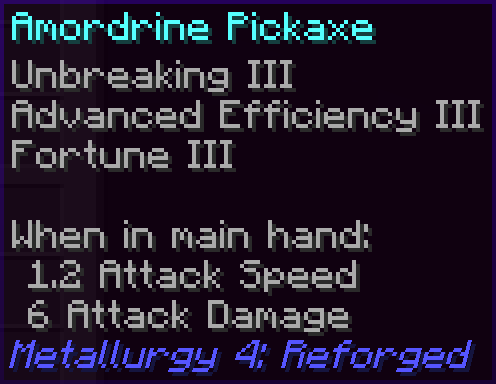 Amordrine Pickaxe
Unbreaking III
Advanced Efficiency III
Fortune III
When in main hand:
1.2 Attack Speed
6 Attack Damage
Metallurgy 4: Reforged